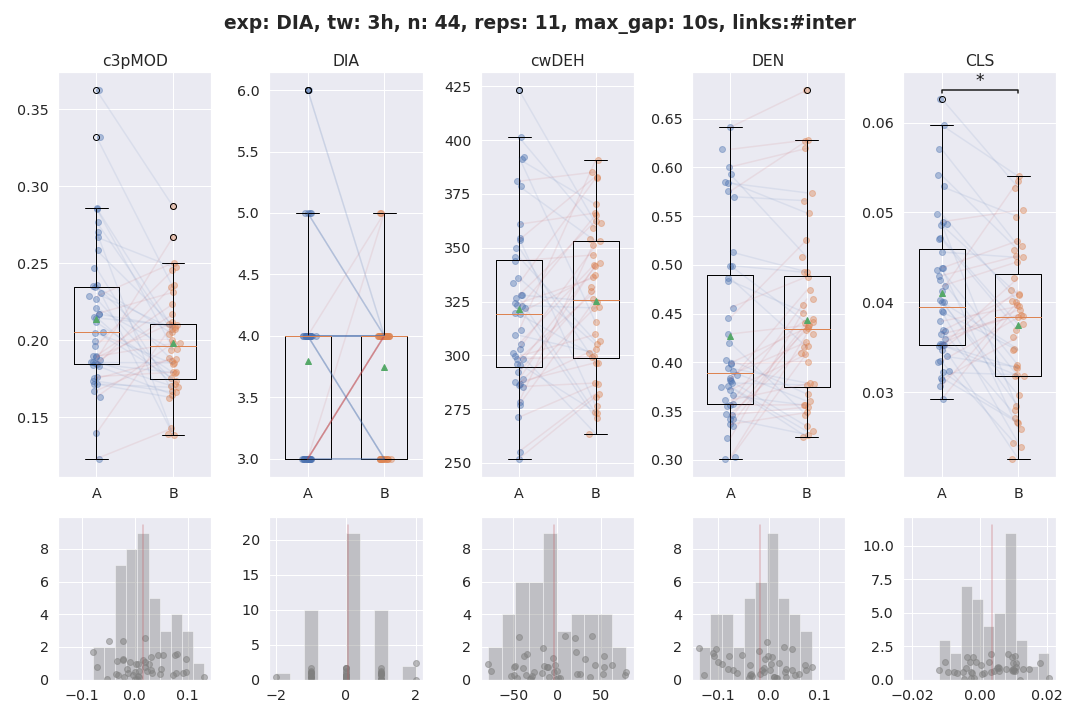 exp: DIA, tw: 3h, n: 44, reps: 11, max_gap: 10s, links:#inter
c3pMOD DIA cwDEH DEN CLS
*
0.35 0.30 0.25 0.20 0.15
6.0 5.5 5.0 4.5 4.0 3.5 3.0
425 400 375 350 325 300 275 250
0.65 0.60 0.55 0.50 0.45 0.40 0.35 0.30
0.06 0.05 0.04 0.03
A B A B A B A B A B
8 6 4 2 0
20 15 10 5 0
8 6 4 2 0
8 6 4 2 0
10.0 7.5 5.0 2.5 0.0
−0.1 0.0 0.1
−2 0 2
−50 0 50
−0.1 0.0 0.1
−0.02 0.00 0.02